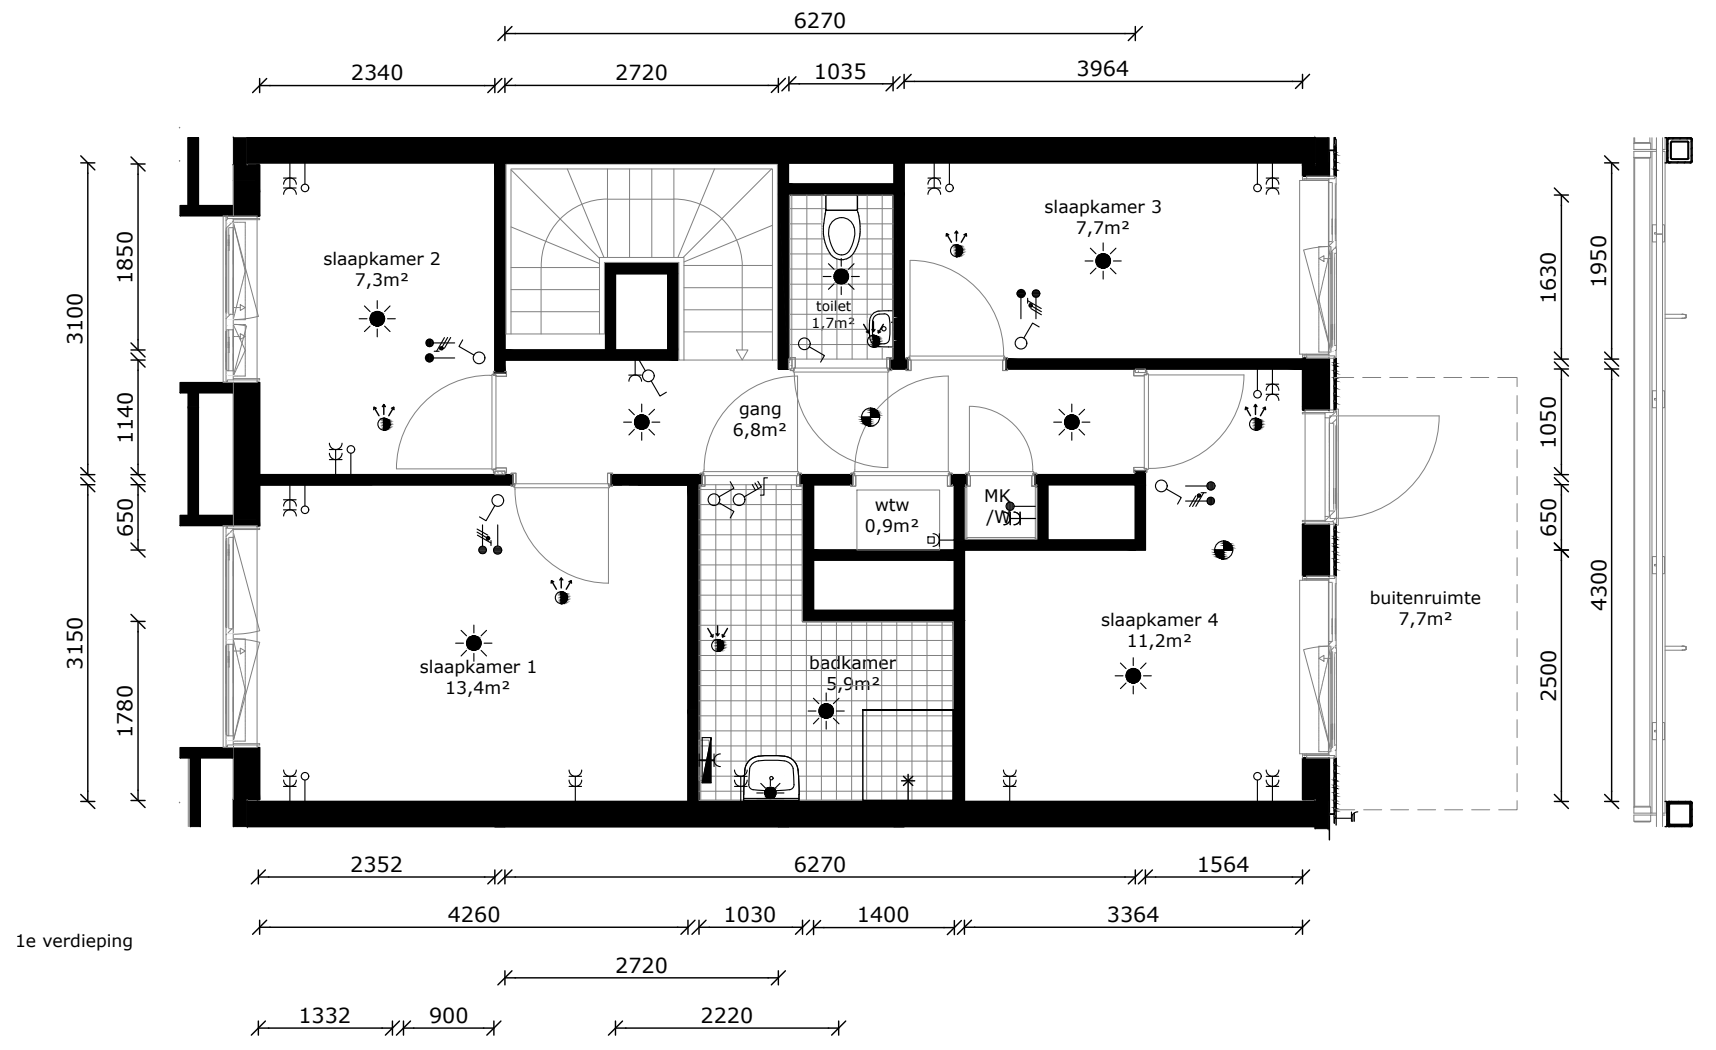 6270
2340
2720
1035
3964
3100
1850
1140
650
3150
1780
slaapkamer 2
7,3m²
toilet
1,7m²
slaapkamer 3
7,7m²
gang
6,8m²
wtw
0,9m²
MK
slaapkamer 1
13,4m²
badkamer
5,9m²
slaapkamer 4
11,2m²
buitenruimte
7,7m²
1630
1950
1050
650
4300
2500
2352
6270
1564
4260
1030
1400
3364
1e verdieping
2720
1332
900
2220